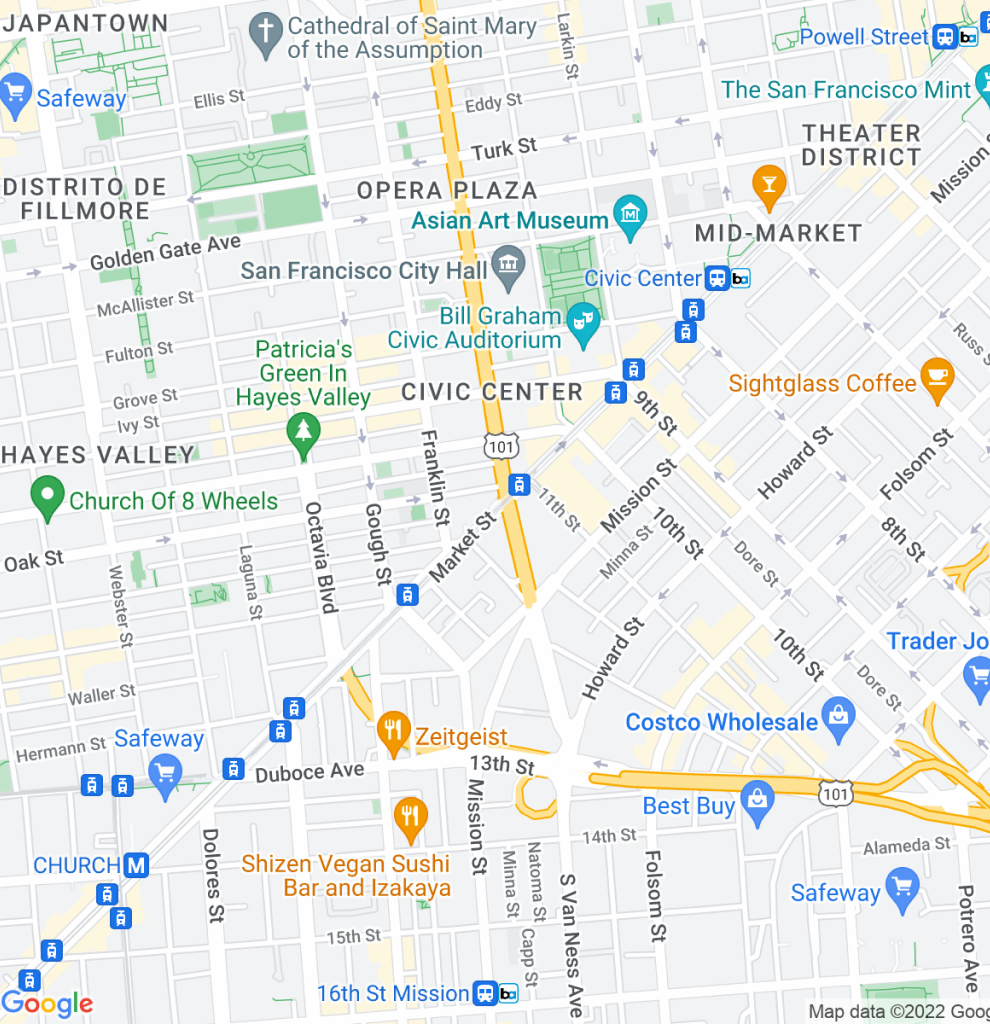 JAPANTOWN
Cathedral of Saint Mary
of the Assumption
Larkin St
Powell Street
Safeway
Ellis St
Eddy St
The San Francisco Mint
Turk St
THEATER
DISTRICT
Mission S
DISTRITO DE
FILLMORE
OPERA PLAZA
Asian Art Museum
MID-MARKET
Golden Gate Ave
San Francisco City Hall
Civic Center
McAllister St
Bill Graham
Civic Auditorium
Fulton St
Russ S
Patricia's
Green In
Hayes Valley
Sightglass Coffee
CIVIC CENTER
Grove St
Ivy St
9th St
101
HAYES VALLEY
Franklin St
Howard St
Folsom St
Mission St
Church Of 8 Wheels
11th St
Octavia Blvd
Gough St
Market St
10th St
8th St
Minna St
Dore St
Oak St
Webster St
Laguna St
Howard St
10th St
Trader Jo
Dore St
Waller St
Costco Wholesale
Hermann St
Safeway
Zeitgeist
Duboce Ave
13th St
101
Best Buy
Mission St
14th St
Alameda St
Dolores St
CHURCH
M
Shizen Vegan Sushi
Bar and Izakaya
Minna St
Natoma St
S Van Ness Ave
Folsom St
Safeway
Potrero Ave
15th St
Capp St
16th St Mission
ba
Google
Map data ©2022 Goog